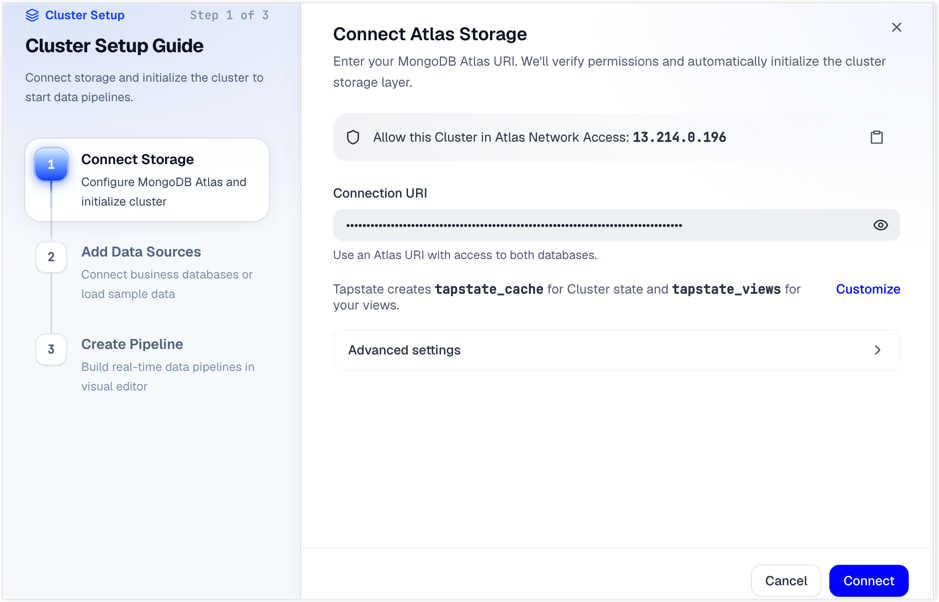 Cluster Setup
Step 1 of 3
Cluster Setup Guide
Connect storage and initialize the cluster to
start data pipelines.
1
Connect Storage
Configure MongoDB Atlas and
initialize cluster
2
Add Data Sources
Connect business databases or
load sample data
3
Create Pipeline
Build real-time data pipelines in
visual editor
Connect Atlas Storage
Enter your MongoDB Atlas URI. We'll verify permissions and automatically initialize the cluster
storage layer.
Allow this Cluster in Atlas Network Access: 13.214.0.196
Connection URI
Use an Atlas URI with access to both databases.
Tapstate creates tapstate_cache for Cluster state and tapstate_views for
your views.
Customize
Advanced settings
Cancel
Connect